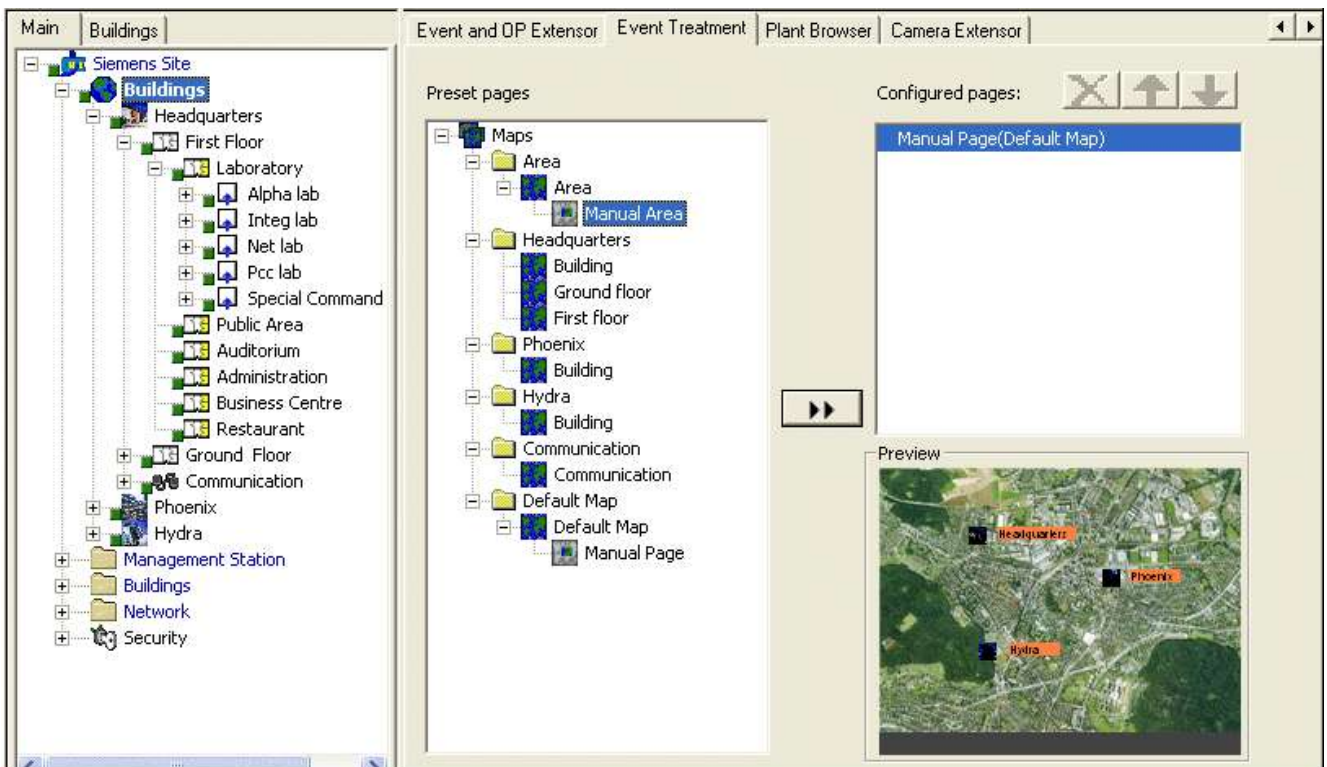 Main
Buildings
Siemens Site
Buildings
Headquarters
First Floor
Laboratory
Alpha lab
Integ lab
Net lab
Pcc lab
Special Command
Public Area
Auditorium
Administration
Business Centre
Restaurant
Ground Floor
Communication
Phoenix
Hydra
Management Station
Buildings
Network
Security
Event and OP Extensor
Event Treatment
Plant Browser
Camera Extensor
Preset pages
Maps
Area
Area
Manual Area
Headquarters
Building
Ground floor
First floor
Phoenix
Building
Hydra
Building
Communication
Communication
Default Map
Default Map
Manual Page
Configured pages:
Manual Page(Default Map)
Preview
Headquarters
Phoenix
Hydra